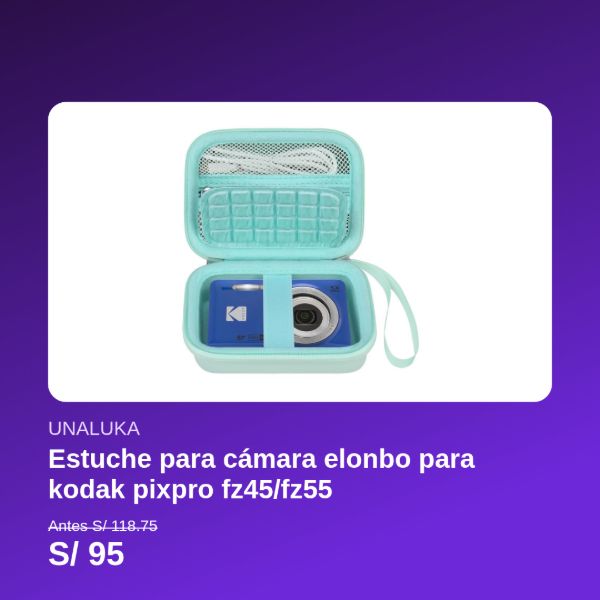 UNALUKA
Estuche para cámara elonbo para
kodak pixpro fz45/fz55
Antes S/ 118.75
S/ 95